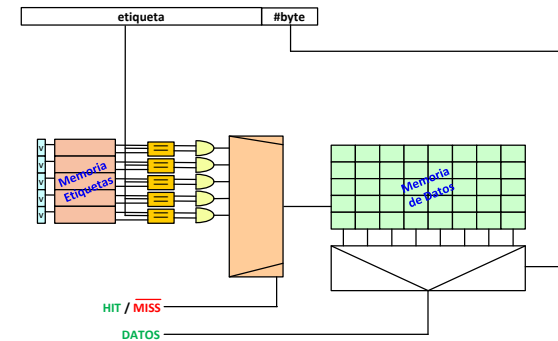 etiqueta #byte
V
V
V
V
V
Memoria
Etiquetas
Memoria
de Datos
HIT / MISS
DATOS